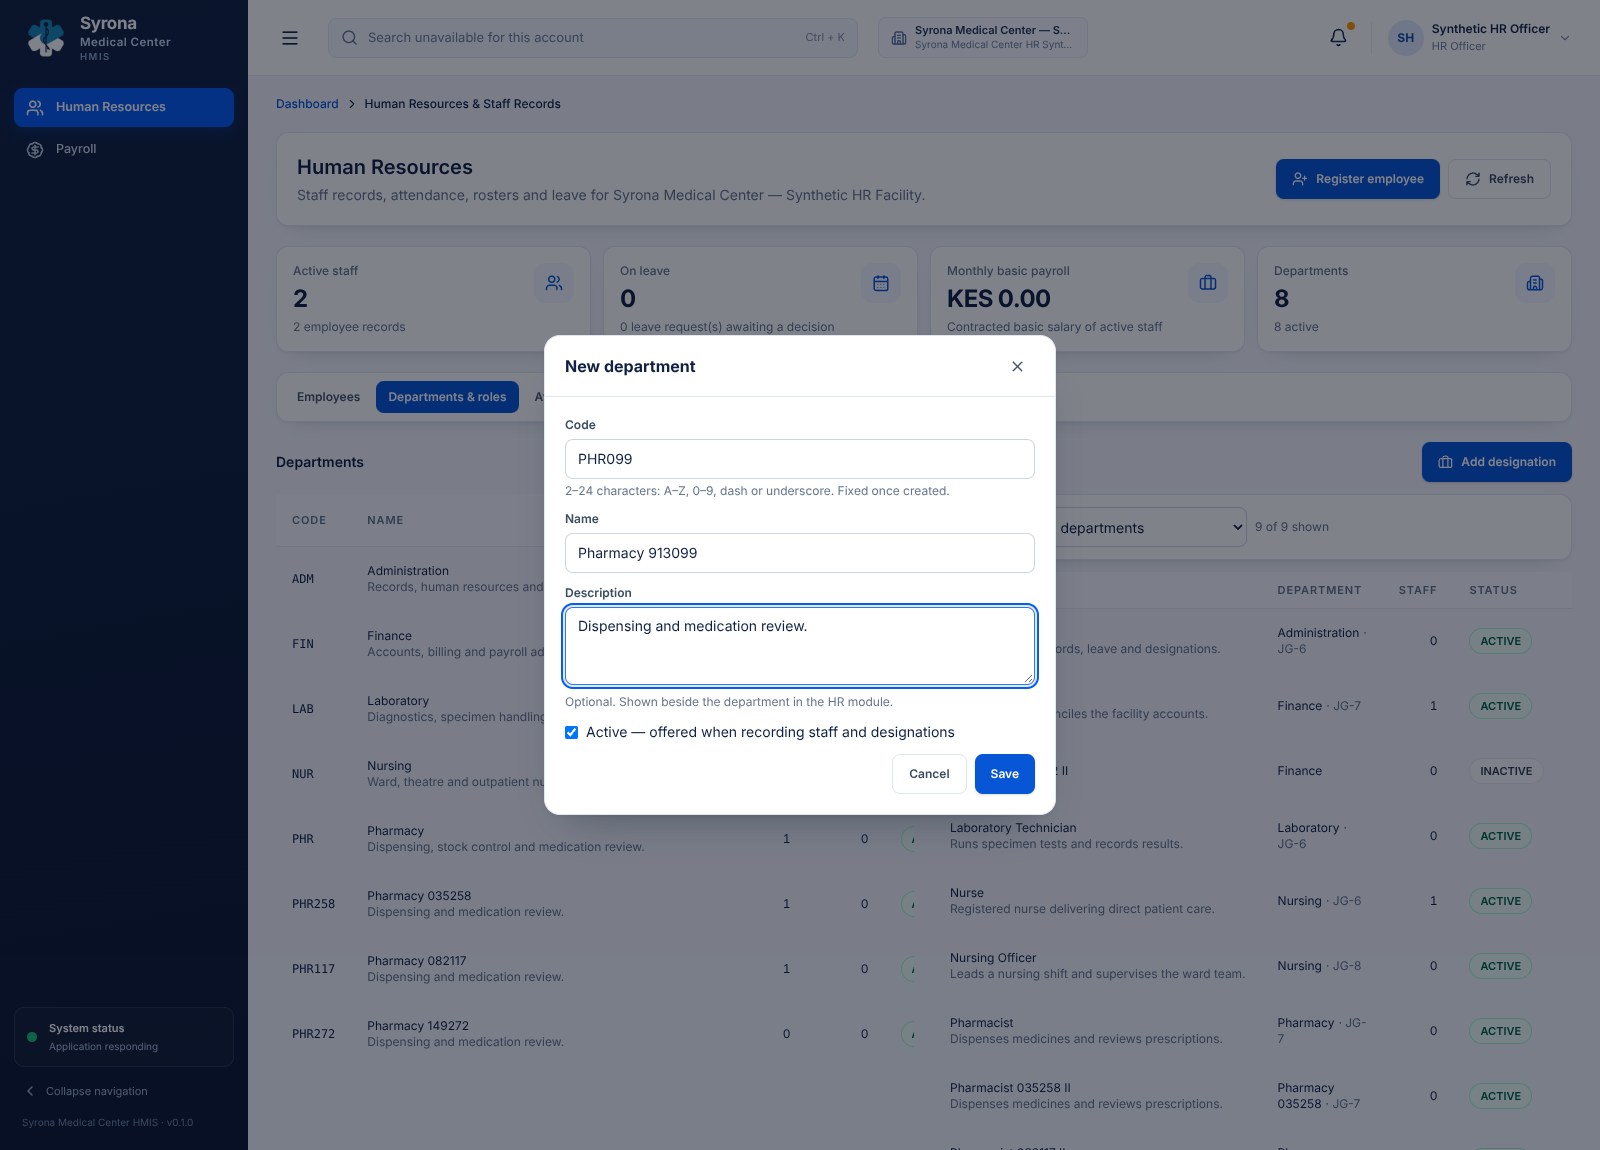 Syrona
Medical Center
HMIS
Human Resources
Payroll
System status
Application responding
Collapse navigation
Syrona Medical Center HMIS · v0.1.0
Search unavailable for this account
Ctrl + K
Syrona Medical Center — S...
Syrona Medical Center HR Synt...
SH
Synthetic HR Officer
HR Officer
Dashboard
Human Resources & Staff Records
Human Resources
Staff records, attendance, rosters and leave for Syrona Medical Center — Synthetic HR Facility.
Register employee
Refresh
Active staff
2
2 employee records
On leave
0
0 leave request(s) awaiting a decision
Monthly basic payroll
KES 0.00
Contracted basic salary of active staff
Departments
8
8 active
Employees
Departments & roles
Departments
Add designation
New department
Code
PHR099
2–24 characters: A–Z, 0–9, dash or underscore. Fixed once created.
Name
Pharmacy 913099
Description
Dispensing and medication review.
Optional. Shown beside the department in the HR module.
Active — offered when recording staff and designations
Cancel
Save
CODE NAME
ADM Administration
Records, human resources and
FIN Finance
Accounts, billing and payroll ad
LAB Laboratory
Diagnostics, specimen handling
NUR Nursing
Ward, theatre and outpatient nu
PHR Pharmacy 1 0
Dispensing, stock control and medication review.
PHR258 Pharmacy 035258 1 0
Dispensing and medication review.
PHR117 Pharmacy 082117 1 0
Dispensing and medication review.
PHR272 Pharmacy 149272 0 0
Dispensing and medication review.
departments
9 of 9 shown
DEPARTMENT STAFF STATUS
Administration · JG-6 0 ACTIVE
ords, leave and designations.
Finance · JG-7 1 ACTIVE
nciles the facility accounts.
2 II Finance 0 INACTIVE
Laboratory Technician Laboratory · JG-6 0 ACTIVE
Runs specimen tests and records results.
Nurse Nursing · JG-6 1 ACTIVE
Registered nurse delivering direct patient care.
Nursing Officer Nursing · JG-8 0 ACTIVE
Leads a nursing shift and supervises the ward team.
Pharmacist Pharmacy · JG-7 0 ACTIVE
Dispenses medicines and reviews prescriptions.
Pharmacist 035258 II Pharmacy 035258 · JG-7 0 ACTIVE
Dispenses medicines and reviews prescriptions.